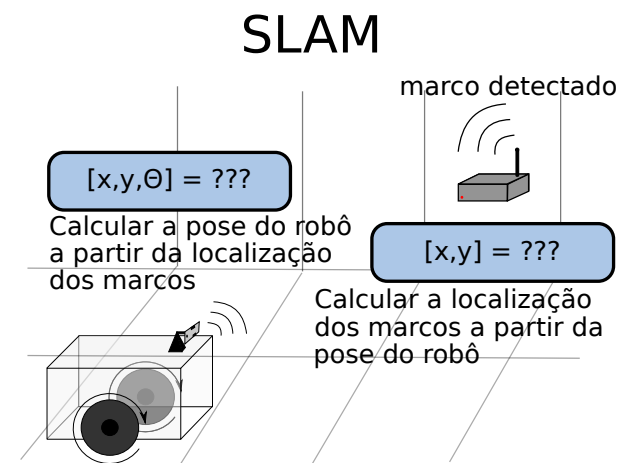 SLAM
marco detectado
[x,y,Θ] = ???
Calcular a pose do robô
a partir da localização
dos marcos
[x,y] = ???
Calcular a localização
dos marcos a partir da
pose do robô